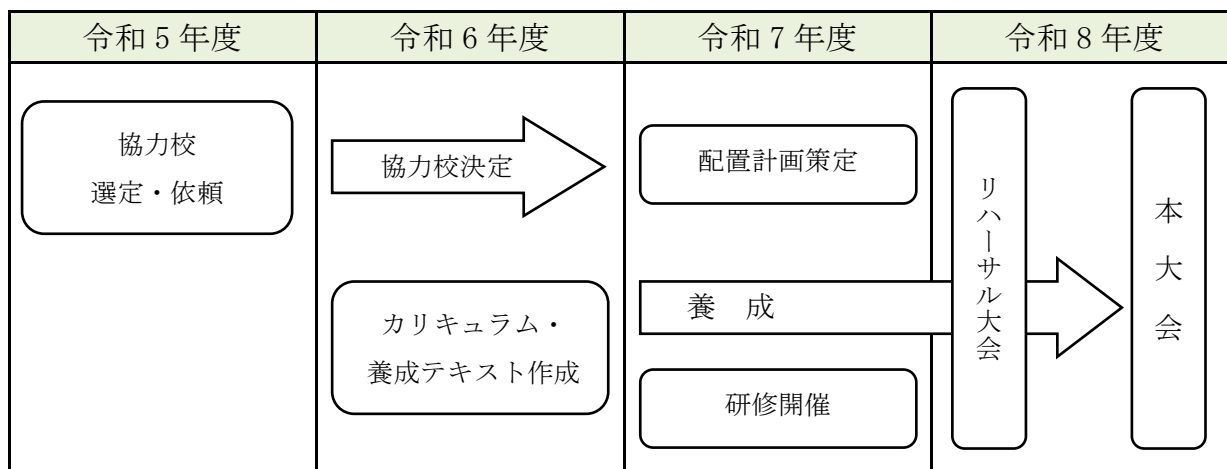 令和5年度
令和6年度
令和7年度
令和8年度
協力校
選定・依頼
協力校決定
配置計画策定
カリキュラム・
養成テキスト作成
養 成
研修開催
リハーサル大会
本大会